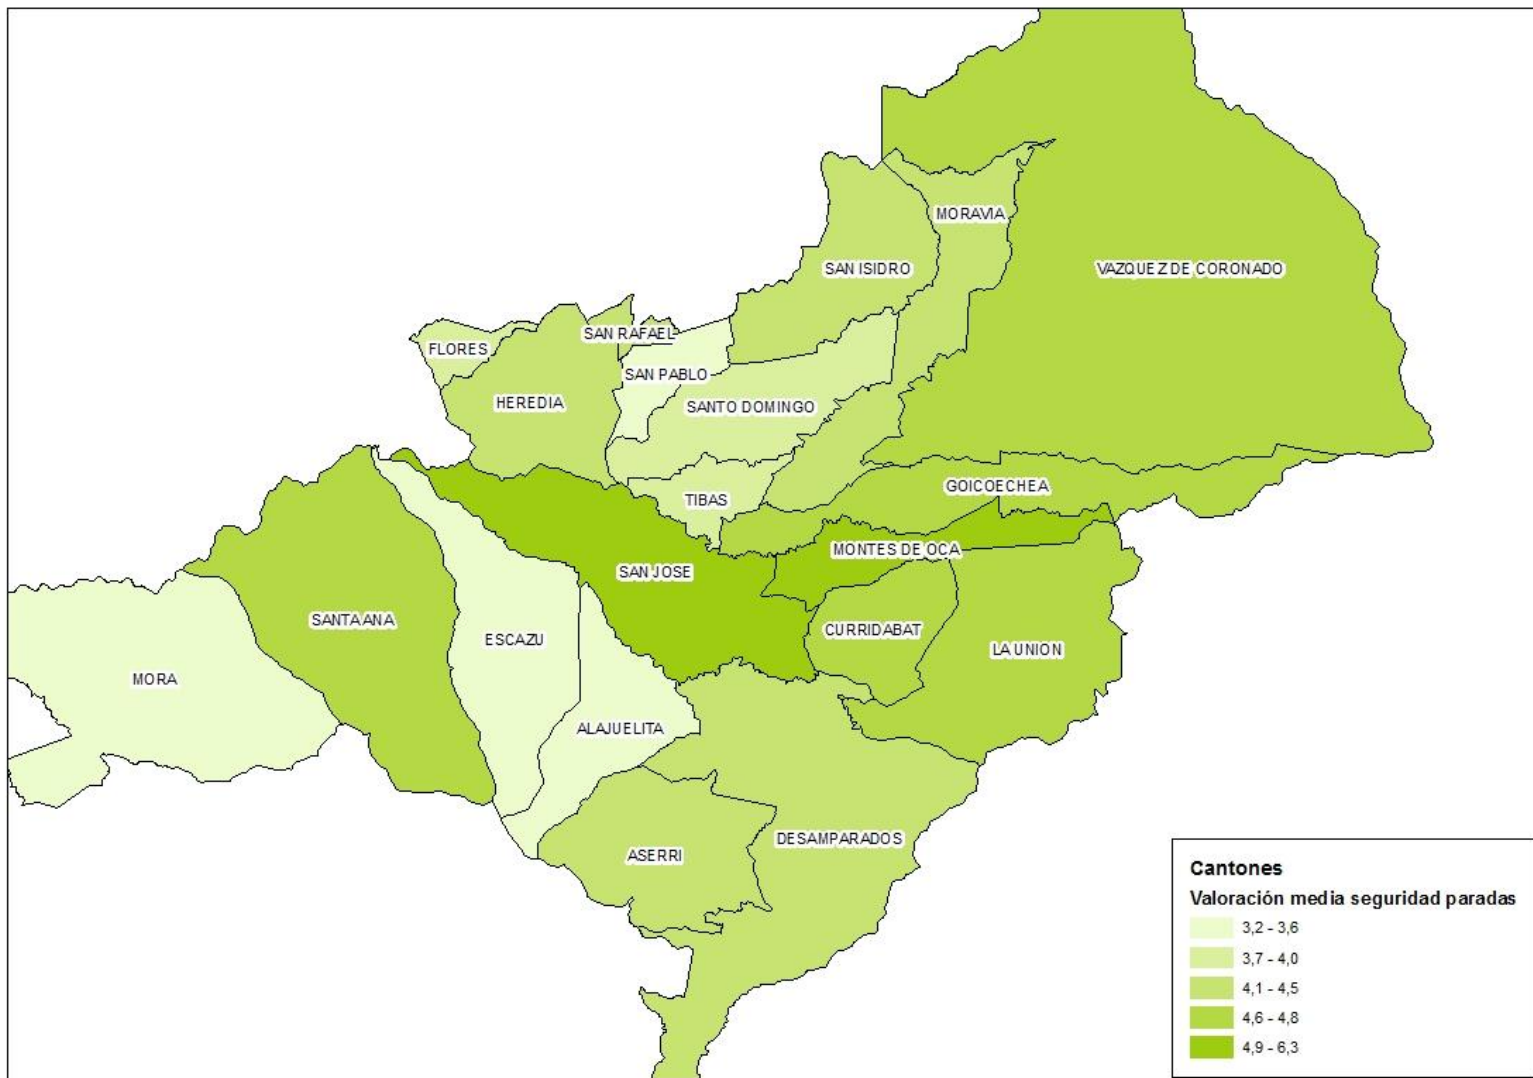 MORAVIA
SAN ISIDRO
VAZQUEZ DE CORONADO
SAN RAFAEL
FLORES
SAN PABLO
HEREDIA
SANTO DOMINGO
GOICOECHEA
TIBAS
MONTES DE OCA
SAN JOSE
SANTA ANA
CURRIDABAT
ESCAZU
LA UNION
MORA
ALAJUELITA
DESAMPARADOS
ASERRI
Cantones
Valoración media seguridad paradas
3,2 - 3,6
3,7 - 4,0
4,1 - 4,5
4,6 - 4,8
4,9 - 6,3